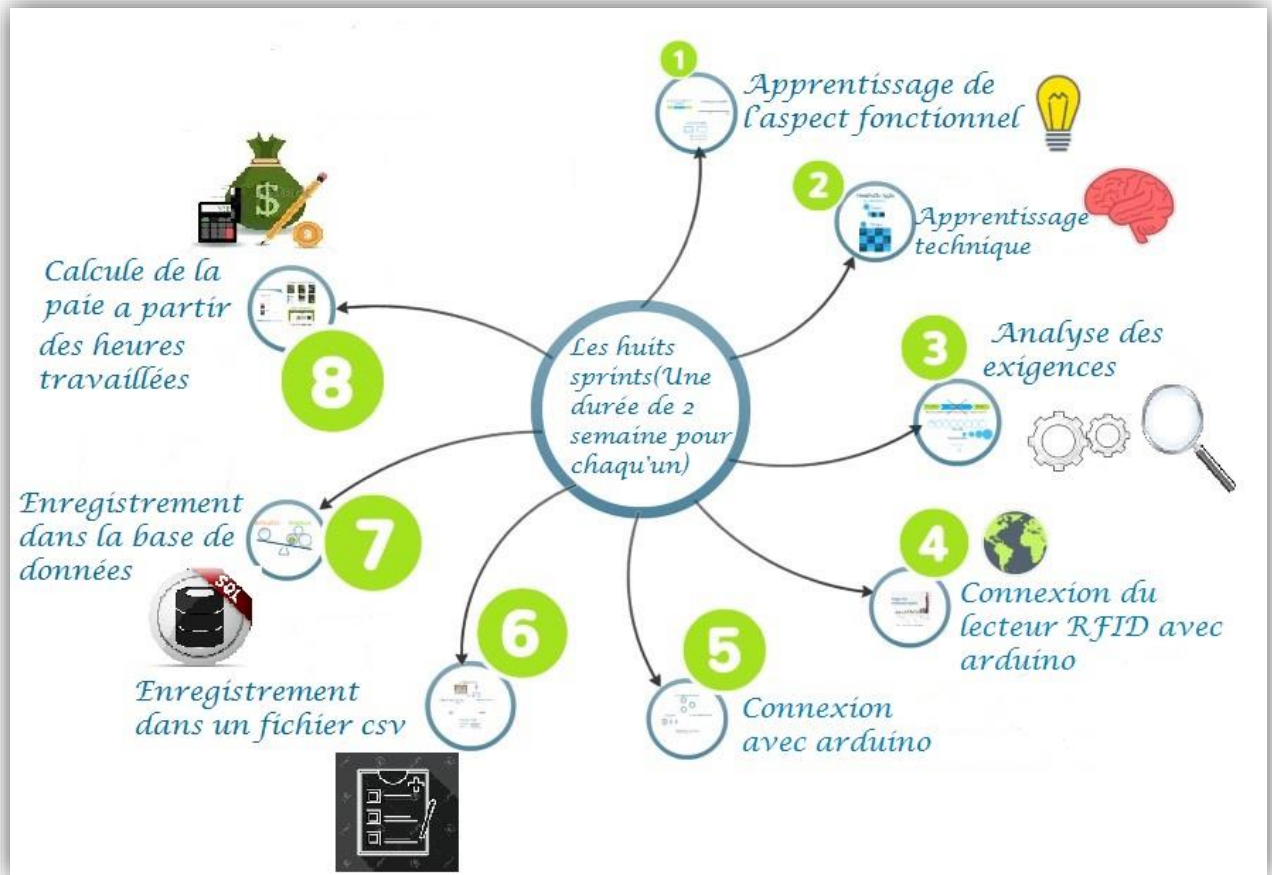 Les huits
sprints(Une
durée de 2
semaine pour
chaqu'un)
1
Apprentissage de
l'aspect fonctionnel
2
Apprentissage
technique
3
Analyse des
exigences
4
Connexion du
lecteur RFID avec
arduino
5
Connexion
avec arduino
6
Enregistrement
dans un fichier csv
7
Enregistrement
dans la base de
données
SQL
8
Calcule de la
paie a partir
des heures
travaillées
$